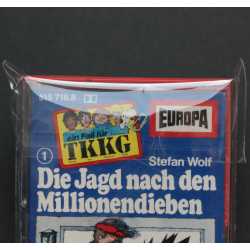 515 716.8
EUROPA
ein Fall für
TKKG
1
Stefan Wolf
Die Jagd nach den
Millionendieben